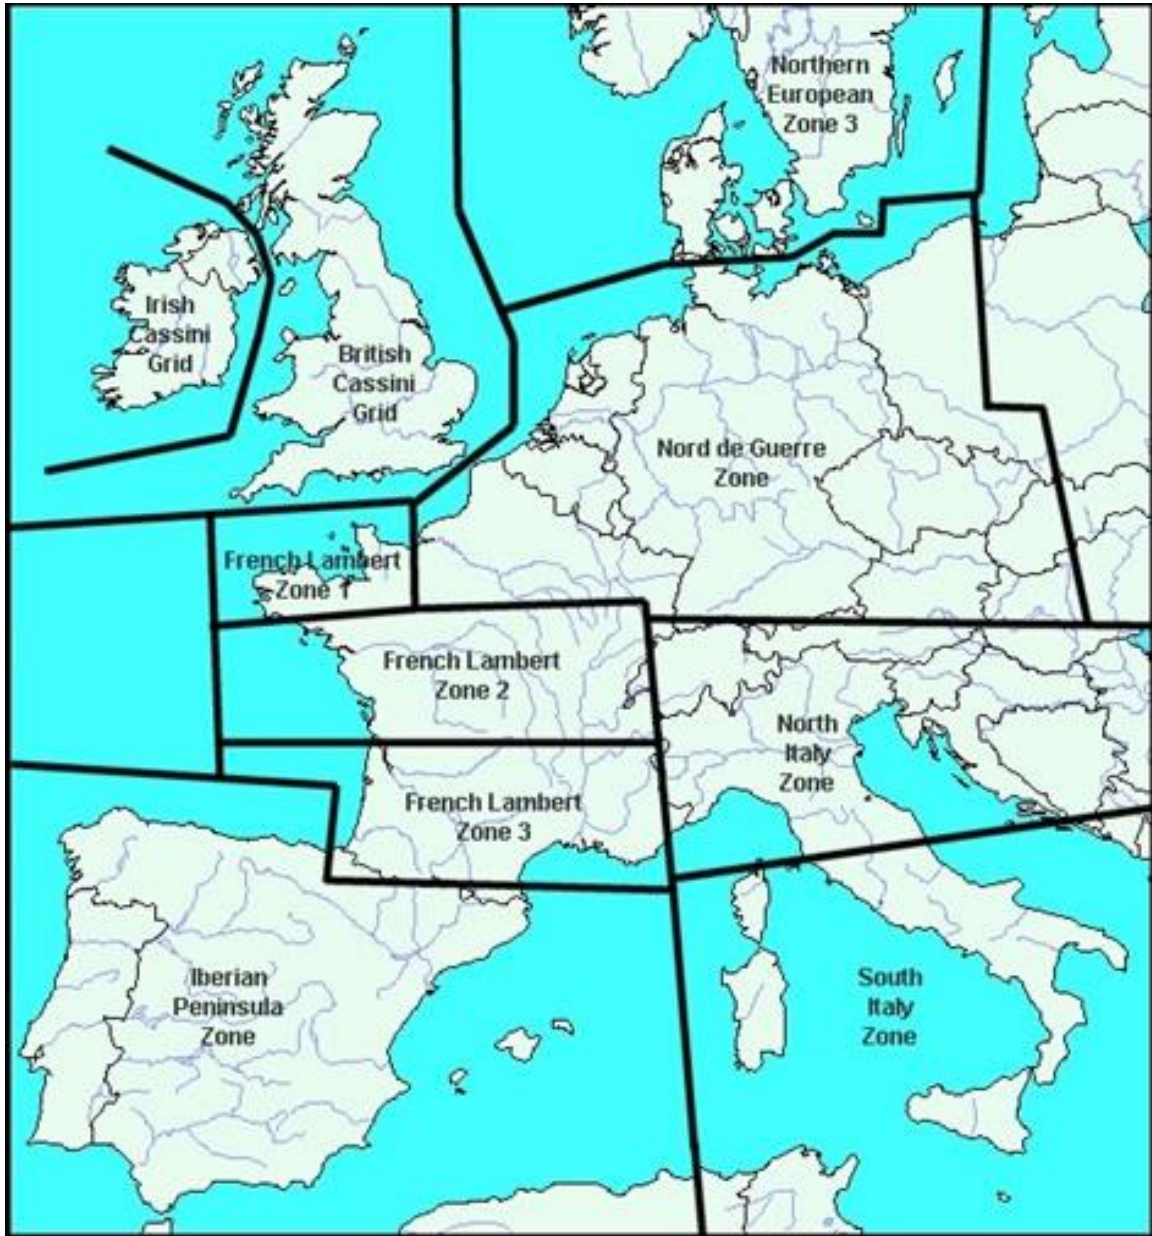 Northern
European
Zone 3
Irish
Cassini
Grid
British
Cassini
Grid
Nord de Guerre
Zone
French Lambert
Zone 1
French Lambert
Zone 2
North
Italy
Zone
French Lambert
Zone 3
Iberian
Peninsula
Zone
South
Italy
Zone